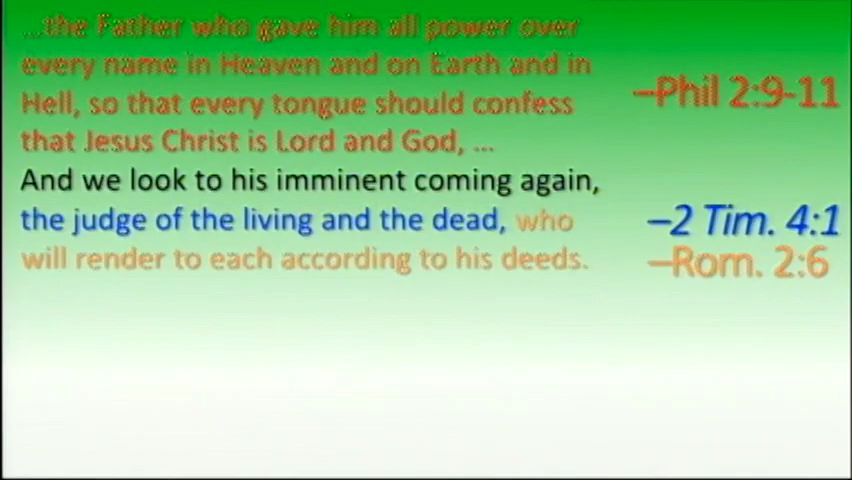 ...the Father who gave him all power over
every name in Heaven and on Earth and in
Hell, so that every tongue should confess
–Phil 2:9-11
that Jesus Christ is Lord and God, ...
And we look to his imminent coming again,
the judge of the living and the dead, who
–2 Tim. 4:1
will render to each according to his deeds.
–Rom. 2:6